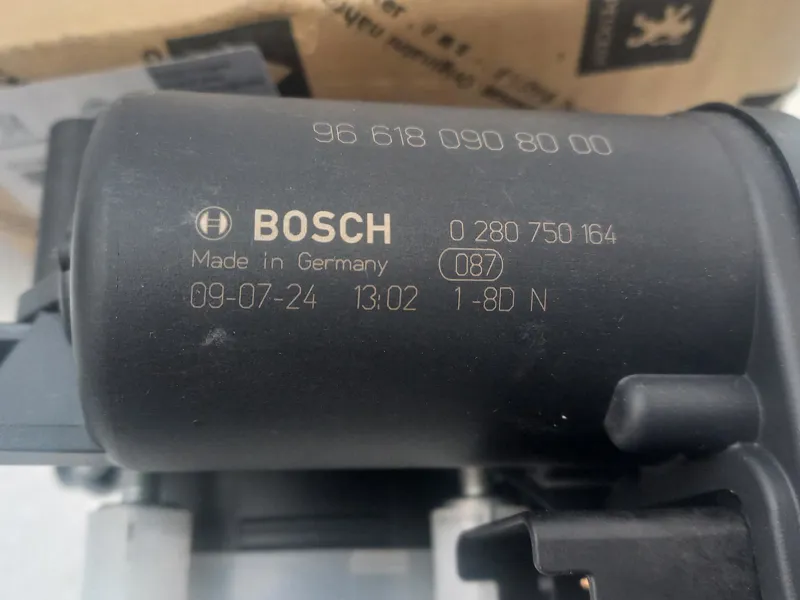 96 618 090 80 00
BOSCH 0 280 750 164
Made in Germany 087
09-07-24 13:02 1-8D N